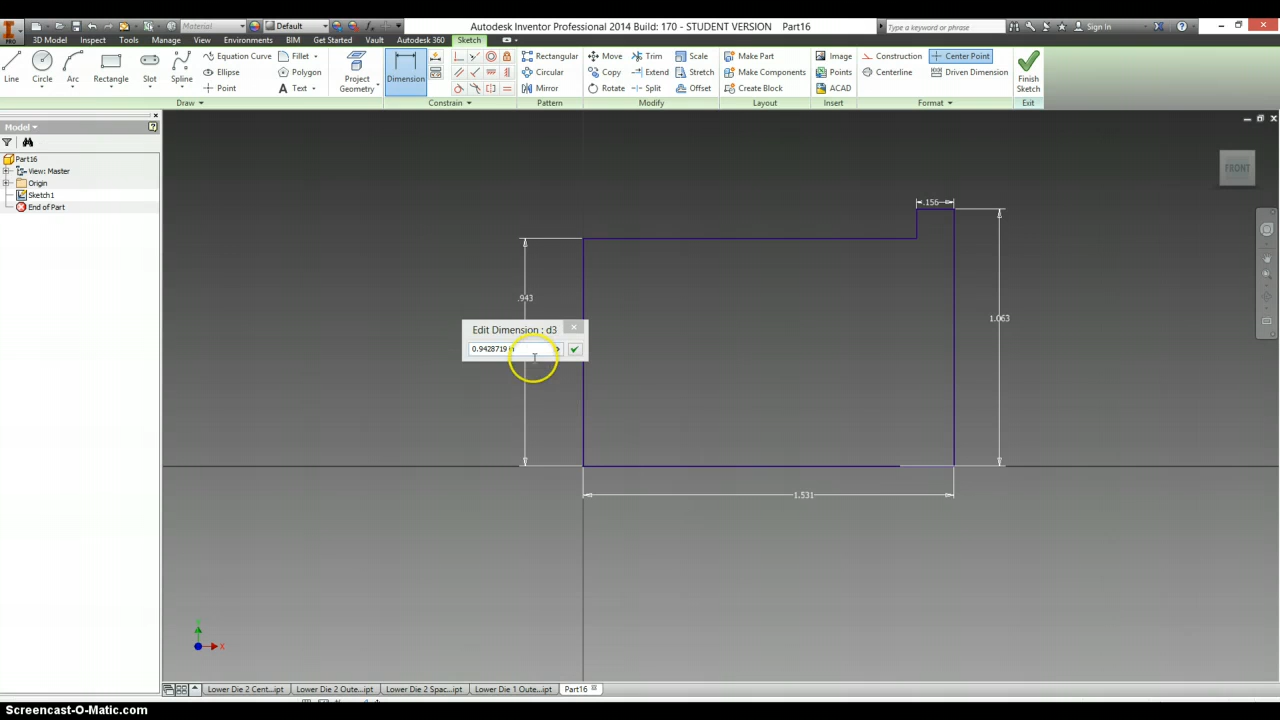 PRO
Material
Default
Autodesk Inventor Professional 2014 Build: 170 - STUDENT VERSION Part16
Type a keyword or phrase
Sign In
3D Model Inspect Tools Manage View Environments BIM Get Started Vault Autodesk 360 Sketch
Line
Circle
Arc
Rectangle
Slot
Spline
Equation Curve
Ellipse
Point
Fillet
Polygon
Text
Project
Geometry
Dimension
Rectangular
Circular
Mirror
Move
Copy
Rotate
Trim
Extend
Split
Scale
Stretch
Offset
Make Part
Make Components
Create Block
Image
Points
ACAD
Construction
Centerline
Center Point
Driven Dimension
Finish
Sketch
Draw Constrain Pattern Modify Layout Insert Format Exit
Model
Part16
View: Master
Origin
Sketch1
End of Part
FRONT
.156
.943
1.063
Edit Dimension : d3
0.9428719
1.531
X
Lower Die 2 Cent....ipt
Lower Die 2 Oute....ipt
Lower Die 2 Spac....ipt
Lower Die 1 Oute....ipt
Part16
Screencast-O-Matic.com